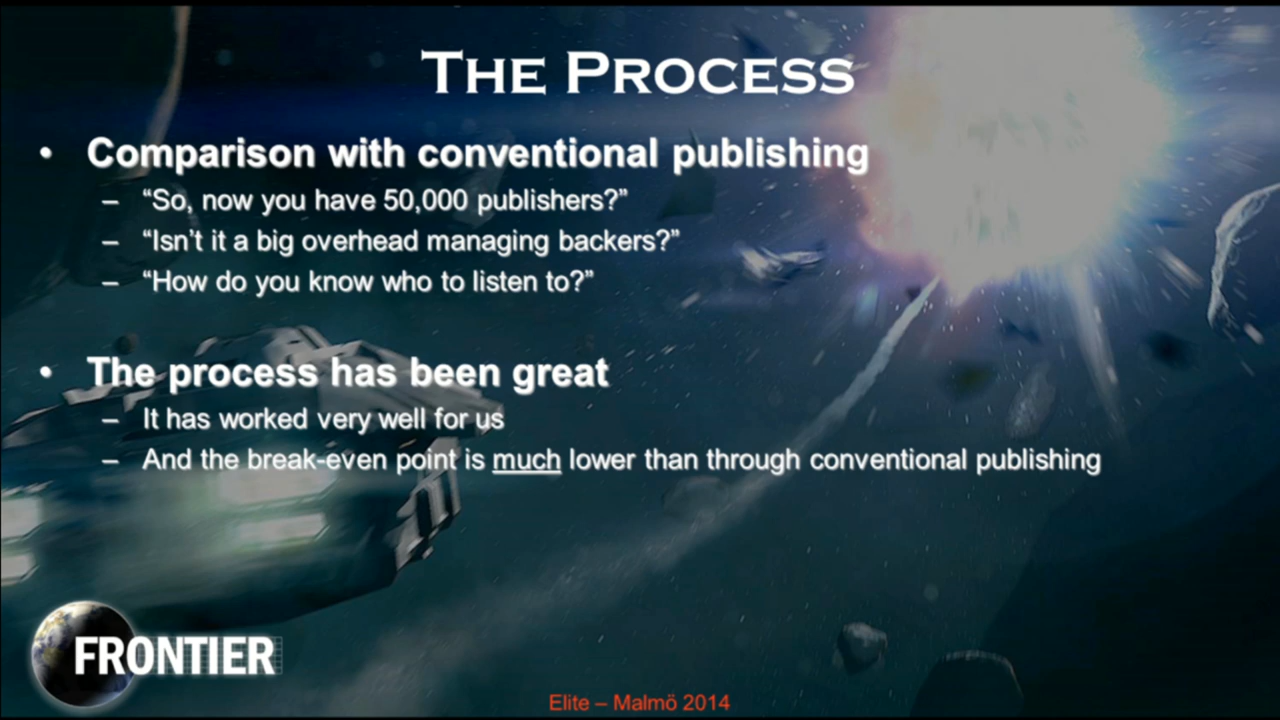 THE PROCESS
• Comparison with conventional publishing
– “So, now you have 50,000 publishers?”
– “Isn’t it a big overhead managing backers?”
– “How do you know who to listen to?”
• The process has been great
– It has worked very well for us
– And the break-even point is much lower than through conventional publishing
FRONTIER
Elite – Malmö 2014